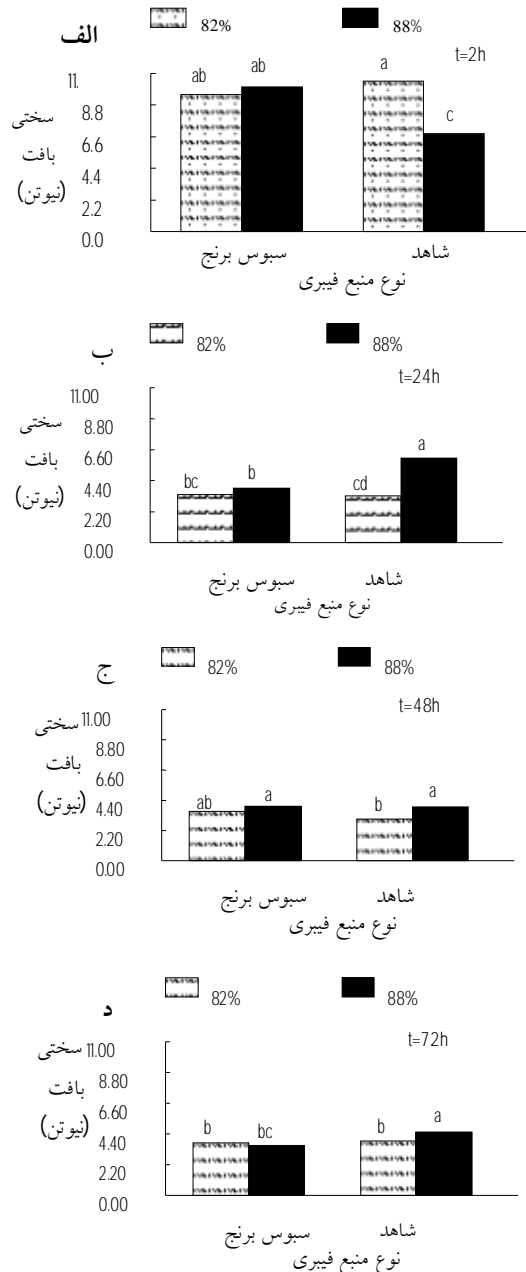 الف
82% 88%
t=2h
ab ab a c
سختی
بافت
(نیوتن)
11.
8.8
6.6
4.4
2.2
0.0
سبوس برنج شاهد
نوع منبع فیبری
ب
82% 88%
t=24h
bc b cd a
سختی
بافت
(نیوتن)
11.00
8.80
6.60
4.40
2.20
0.00
سبوس برنج شاهد
نوع منبع فیبری
ج
82% 88%
t=48h
ab a b a
سختی
بافت
(نیوتن)
11.00
8.80
6.60
4.40
2.20
0.00
سبوس برنج شاهد
نوع منبع فیبری
د
82% 88%
t=72h
b bc b a
سختی
بافت
(نیوتن)
11.00
8.80
6.60
4.40
2.20
0.00
سبوس برنج شاهد
نوع منبع فیبری